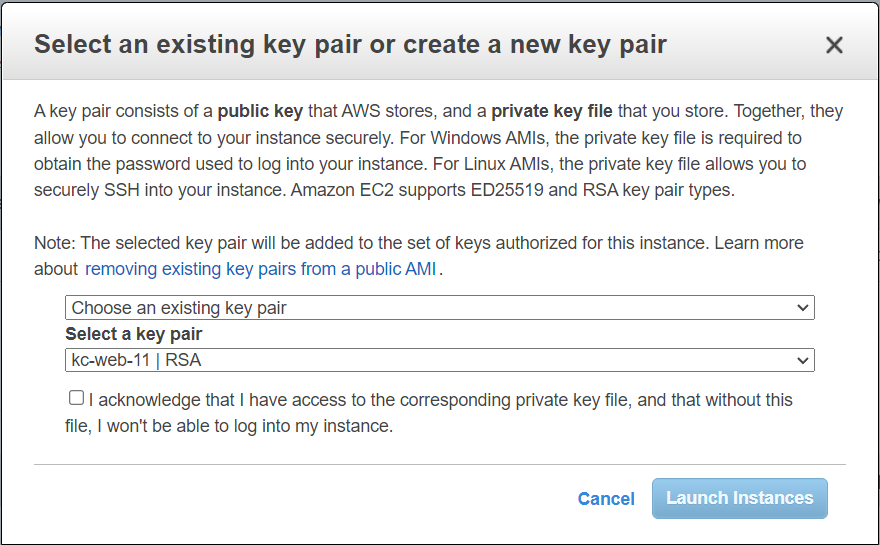 Select an existing key pair or create a new key pair
A key pair consists of a public key that AWS stores, and a private key file that you store. Together, they
allow you to connect to your instance securely. For Windows AMIs, the private key file is required to
obtain the password used to log into your instance. For Linux AMIs, the private key file allows you to
securely SSH into your instance. Amazon EC2 supports ED25519 and RSA key pair types.
Note: The selected key pair will be added to the set of keys authorized for this instance. Learn more
about removing existing key pairs from a public AMI.
Choose an existing key pair
Select a key pair
kc-web-11 | RSA
I acknowledge that I have access to the corresponding private key file, and that without this
file, I won't be able to log into my instance.
Cancel Launch Instances